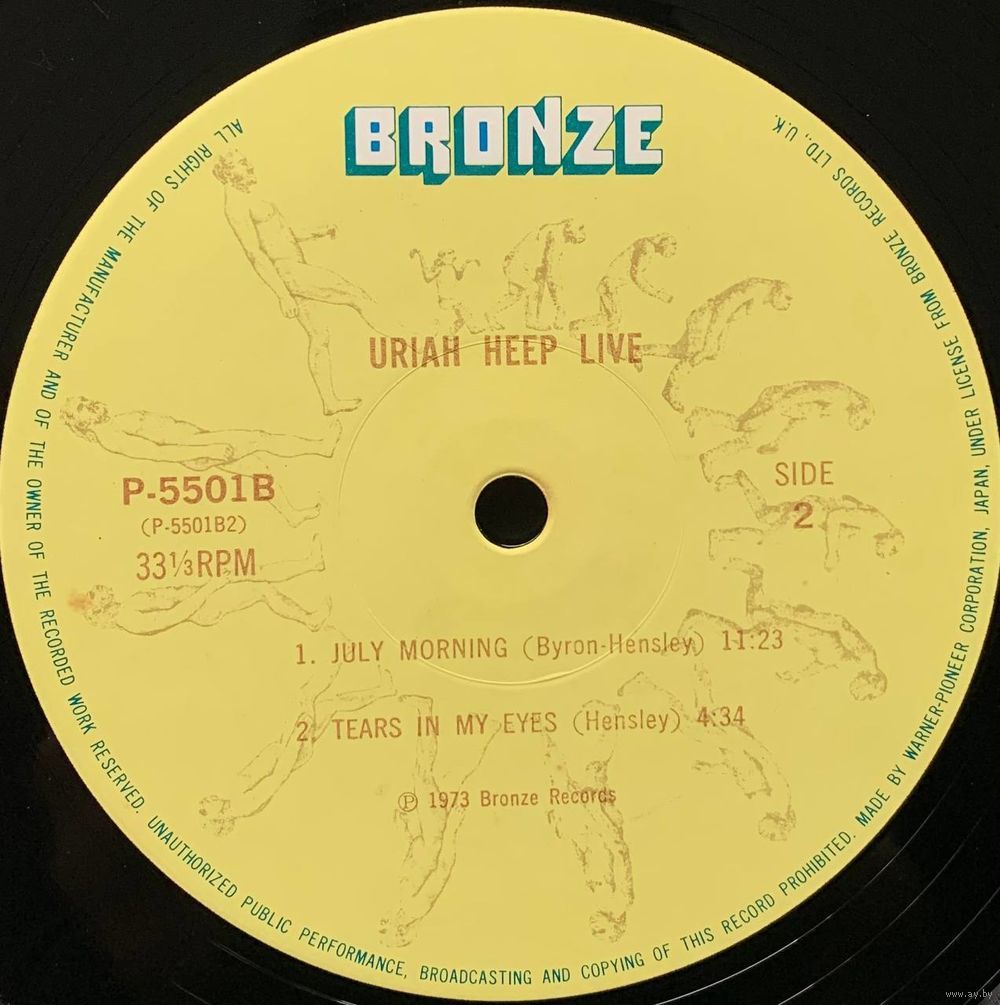 BRONZE
URIAH HEEP LIVE
P-5501B
(P-5501B2)
33⅓RPM
SIDE
2
1. JULY MORNING (Byron-Hensley) 11:23
2. TEARS IN MY EYES (Hensley) 4:34
Ⓟ 1973 Bronze Records
ALL RIGHTS OF THE MANUFACTURER AND OF THE OWNER OF THE RECORDED WORK RESERVED. UNAUTHORIZED PUBLIC PERFORMANCE, BROADCASTING AND COPYING OF THIS RECORD PROHIBITED. MADE BY WARNER-PIONEER CORPORATION, JAPAN, UNDER LICENSE FROM BRONZE RECORDS LTD., U.K.
www.ay.by